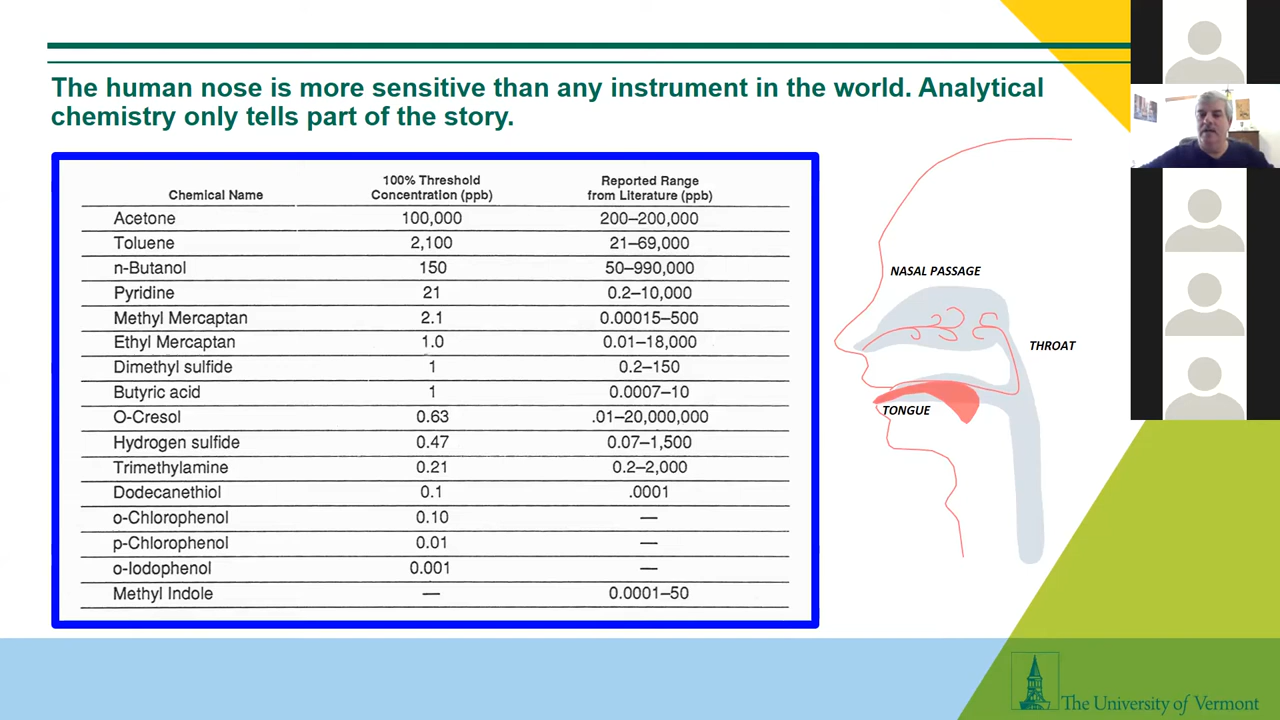 The human nose is more sensitive than any instrument in the world. Analytical
chemistry only tells part of the story.
Chemical Name 100% Threshold Concentration (ppb) Reported Range from Literature (ppb)
Acetone 100,000 200–200,000
Toluene 2,100 21–69,000
n-Butanol 150 50–990,000
Pyridine 21 0.2–10,000
Methyl Mercaptan 2.1 0.00015–500
Ethyl Mercaptan 1.0 0.01–18,000
Dimethyl sulfide 1 0.2–150
Butyric acid 1 0.0007–10
O-Cresol 0.63 .01–20,000,000
Hydrogen sulfide 0.47 0.07–1,500
Trimethylamine 0.21 0.2–2,000
Dodecanethiol 0.1 .0001
o-Chlorophenol 0.10 —
p-Chlorophenol 0.01 —
o-Iodophenol 0.001 —
Methyl Indole — 0.0001–50
NASAL PASSAGE
THROAT
TONGUE
The University of Vermont